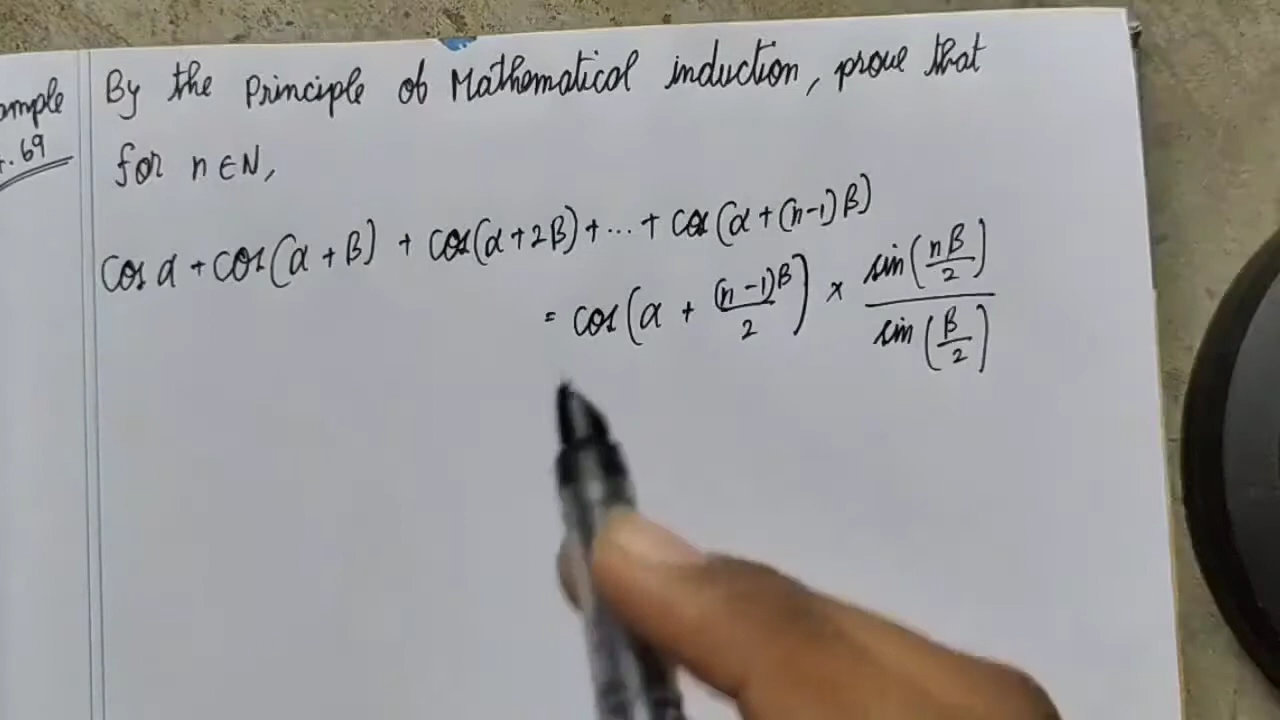 By the Principle of Mathematical induction, prove that
for n ∈ N,
cos α + cos(α + β) + cos(α + 2β) + ... + cos(α + (n-1)β)
= cos(α + (n-1)β/2) × sin(nβ/2)/sin(β/2)
ample
.69